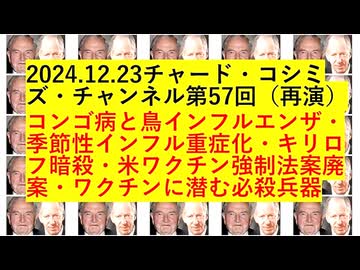 2024.12.23チャード・コシミ
ズ・チャンネル第57回（再演）
コンゴ病と鳥インフルエンザ・
季節性インフル重症化・キリロ
フ暗殺・米ワクチン強制法案廃
案・ワクチンに潜む必殺兵器